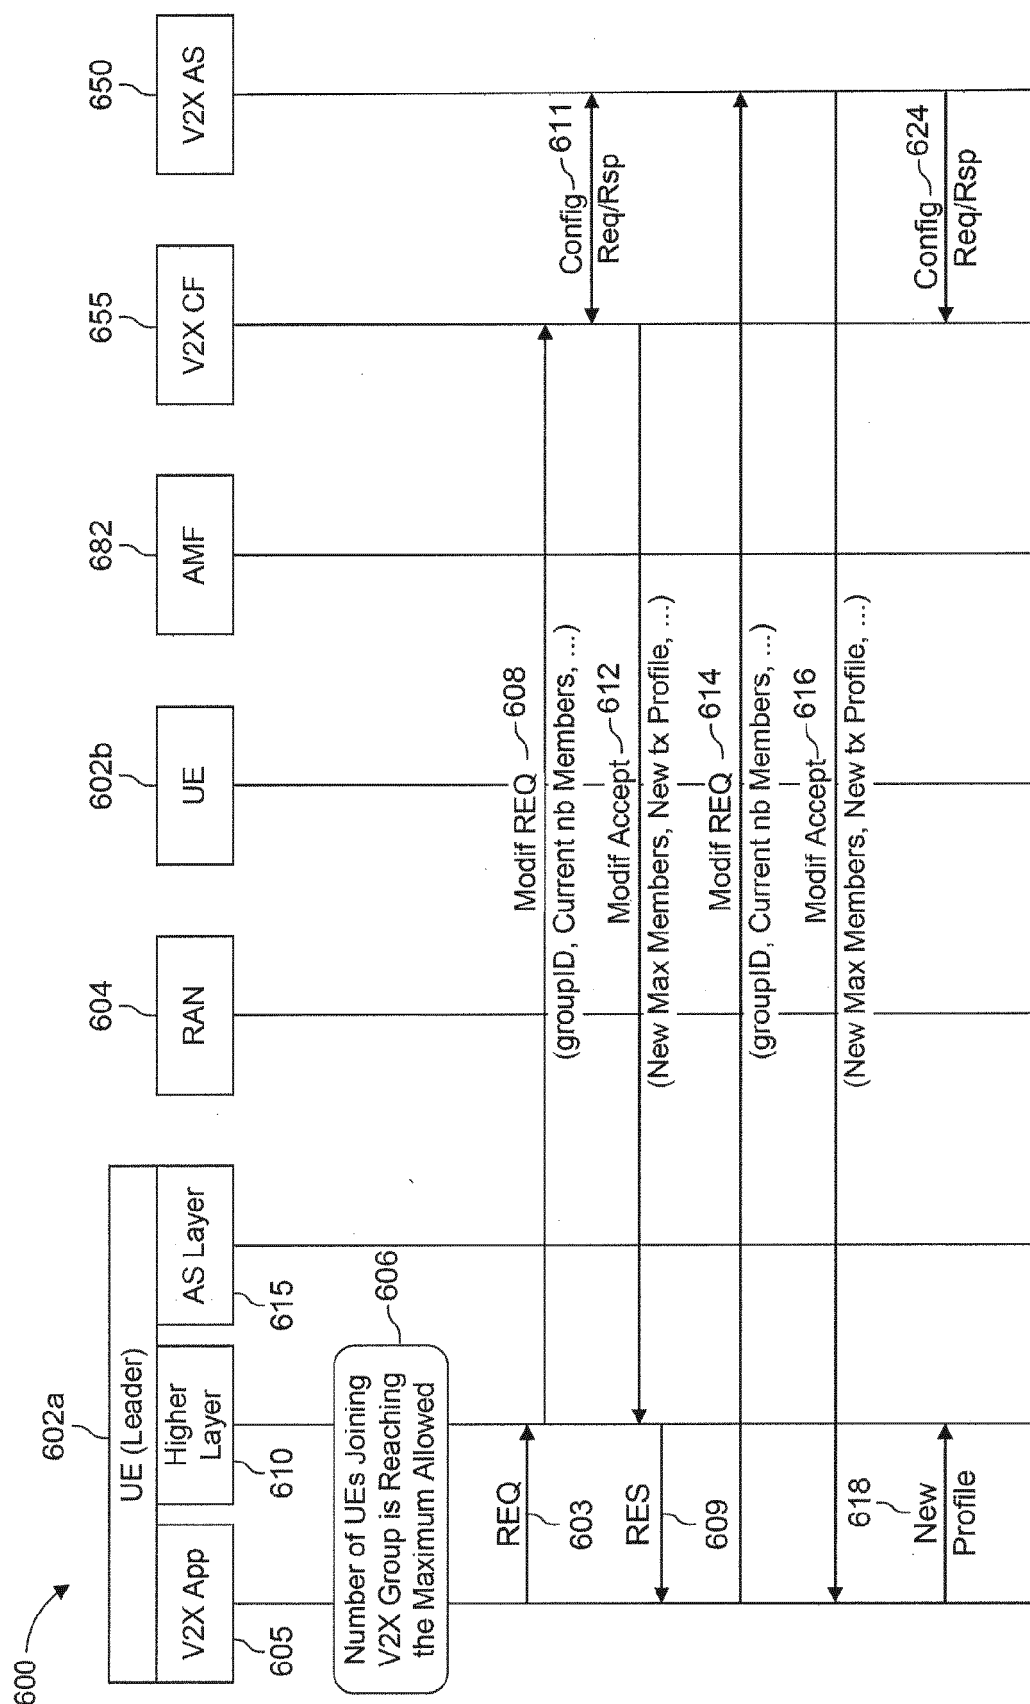 600
602a
UE (Leader)
V2X App
605
Higher
Layer
610
AS Layer
615
604
RAN
602b
UE
682
AMF
655
V2X CF
650
V2X AS
Number of UEs Joining
V2X Group is Reaching
the Maximum Allowed
606
REQ
603
Modif REQ 608
(groupID, Current nb Members, ...)
Config 611
Req/Rsp
Modif Accept 612
(New Max Members, New tx Profile, ...)
RES
609
Modif REQ 614
(groupID, Current nb Members, ...)
Modif Accept 616
(New Max Members, New tx Profile, ...)
618
New
Profile
Config 624
Req/Rsp